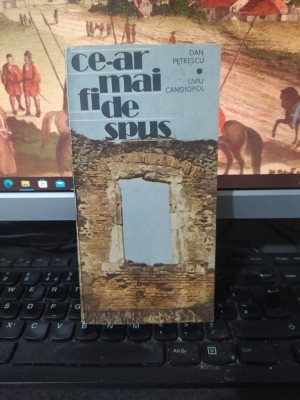 ce-ar
mai
fi de
spus
DAN
PETRESCU
LIVIU
CANGIOPOL